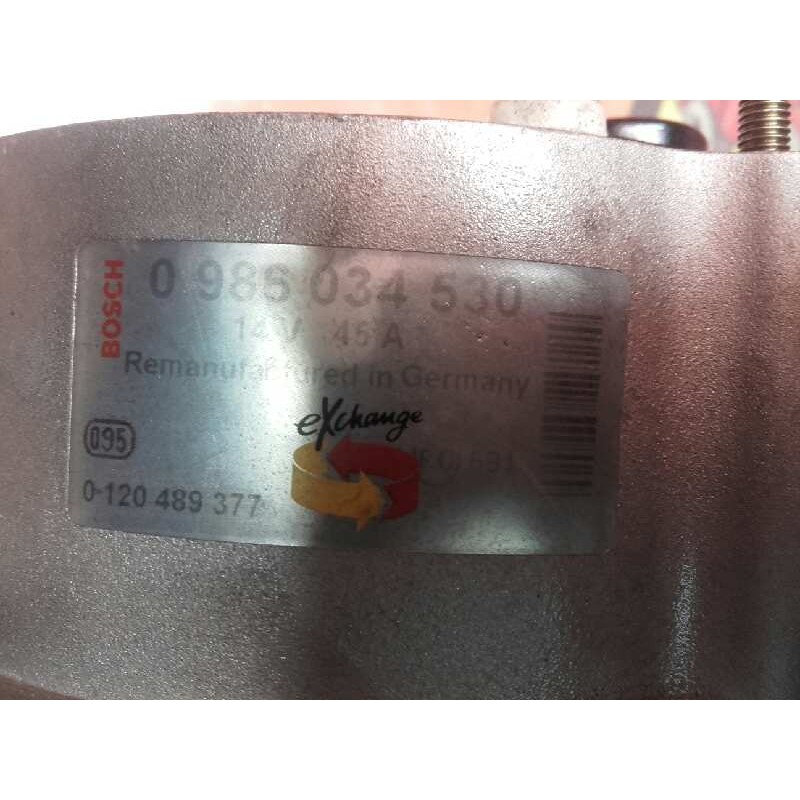 BOSCH
0 986 034 530
14 V 45 A
Remanufactured in Germany
eXchange
095
0-120 489 377